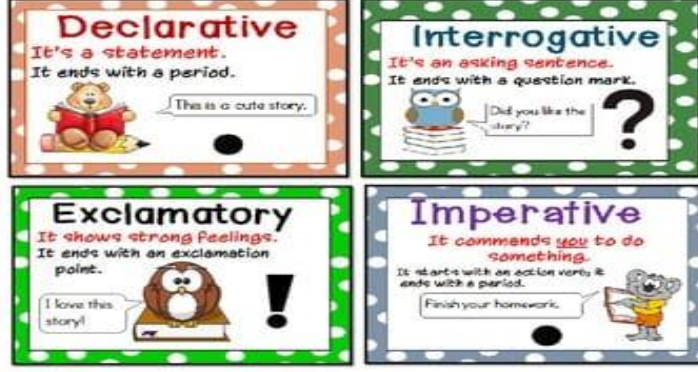 Declarative
It's a statement.
It ends with a period.
This is a cute story.
Interrogative
It's an asking sentence.
It ends with a question mark.
Did you like the
story?
?
Exclamatory
It shows strong feelings.
It ends with an exclamation
point.
I love this
story!
!
Imperative
It commands you to do
something.
It starts with an action verb; it
ends with a period.
Finish your homework.